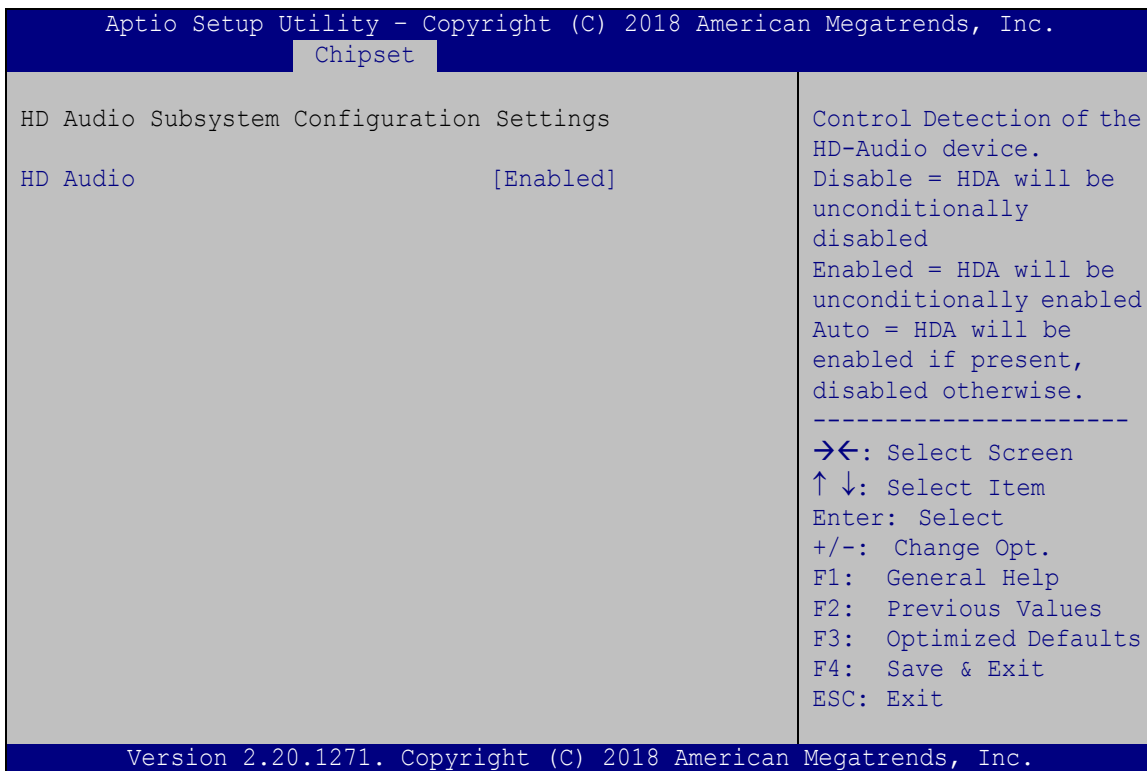 Aptio Setup Utility – Copyright (C) 2018 American Megatrends, Inc.
Chipset
HD Audio Subsystem Configuration Settings
HD Audio [Enabled]
Control Detection of the
HD-Audio device.
Disable = HDA will be
unconditionally
disabled
Enabled = HDA will be
unconditionally enabled
Auto = HDA will be
enabled if present,
disabled otherwise.
----------------------
→←: Select Screen
↑ ↓: Select Item
Enter: Select
+/-: Change Opt.
F1: General Help
F2: Previous Values
F3: Optimized Defaults
F4: Save & Exit
ESC: Exit
Version 2.20.1271. Copyright (C) 2018 American Megatrends, Inc.